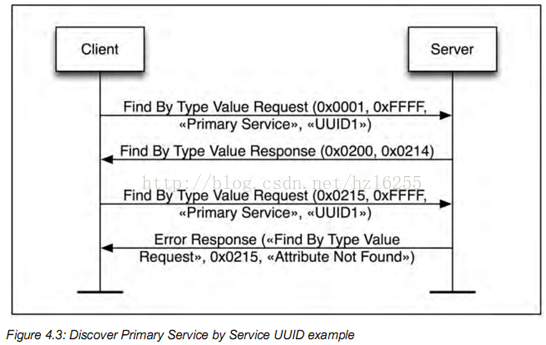 Client
Server
Find By Type Value Request (0x0001, 0xFFFF,
«Primary Service», «UUID1»)
Find By Type Value Response (0x0200, 0x0214)
http://blog.csdn.net/hzl6255
Find By Type Value Request (0x0215, 0xFFFF,
«Primary Service», «UUID1»)
Error Response («Find By Type Value
Request», 0x0215, «Attribute Not Found»)
Figure 4.3: Discover Primary Service by Service UUID example